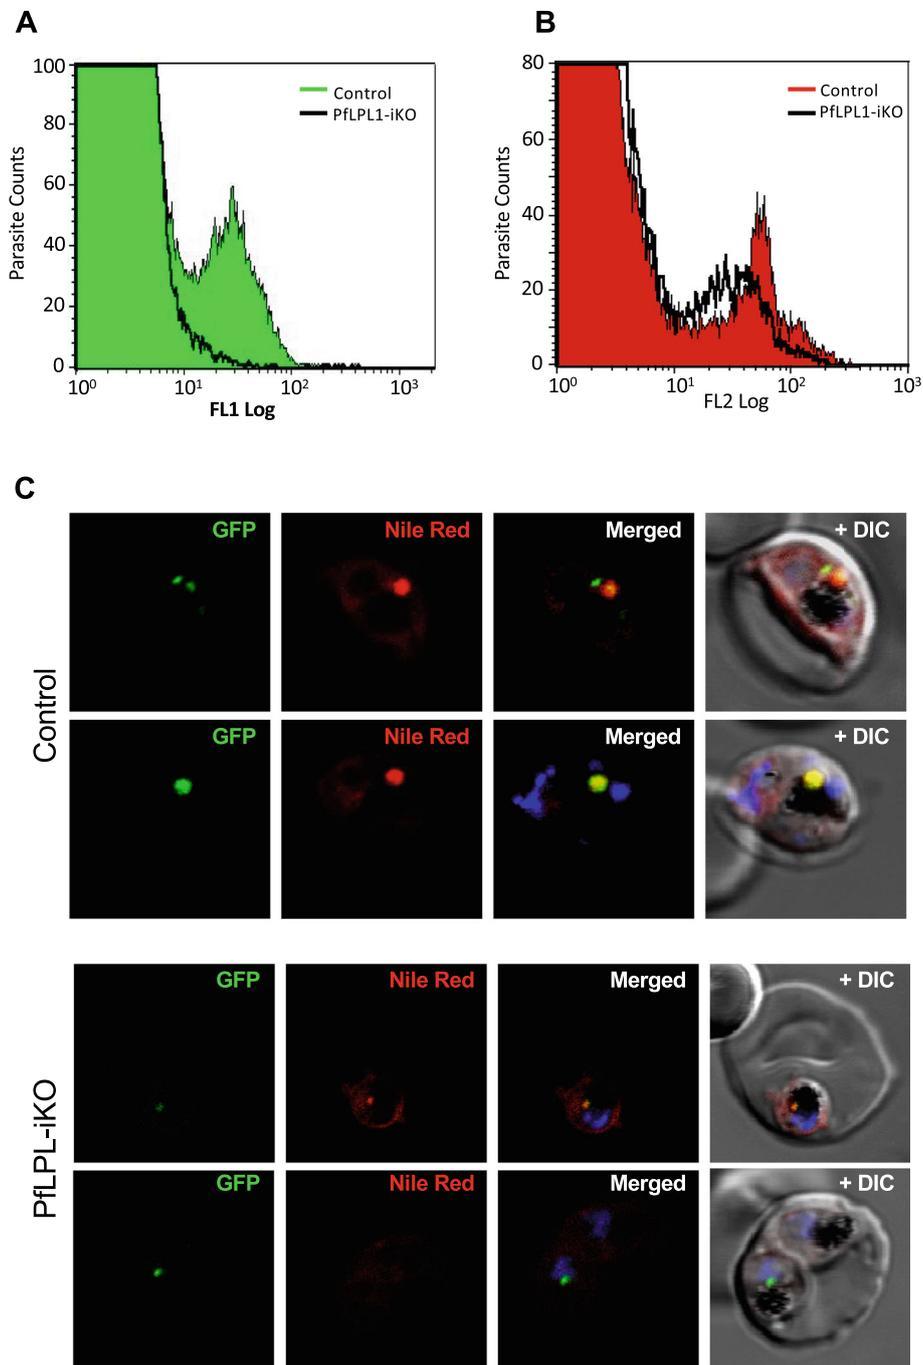 A
100
80
60
40
20
0
Parasite Counts
Control
PfLPL1-iKO
10⁰ 10¹ 10² 10³
FL1 Log
B
80
60
40
20
0
Parasite Counts
Control
PfLPL1-iKO
10⁰ 10¹ 10² 10³
FL2 Log
C
Control
GFP Nile Red Merged + DIC
GFP Nile Red Merged + DIC
PfLPL-iKO
GFP Nile Red Merged + DIC
GFP Nile Red Merged + DIC